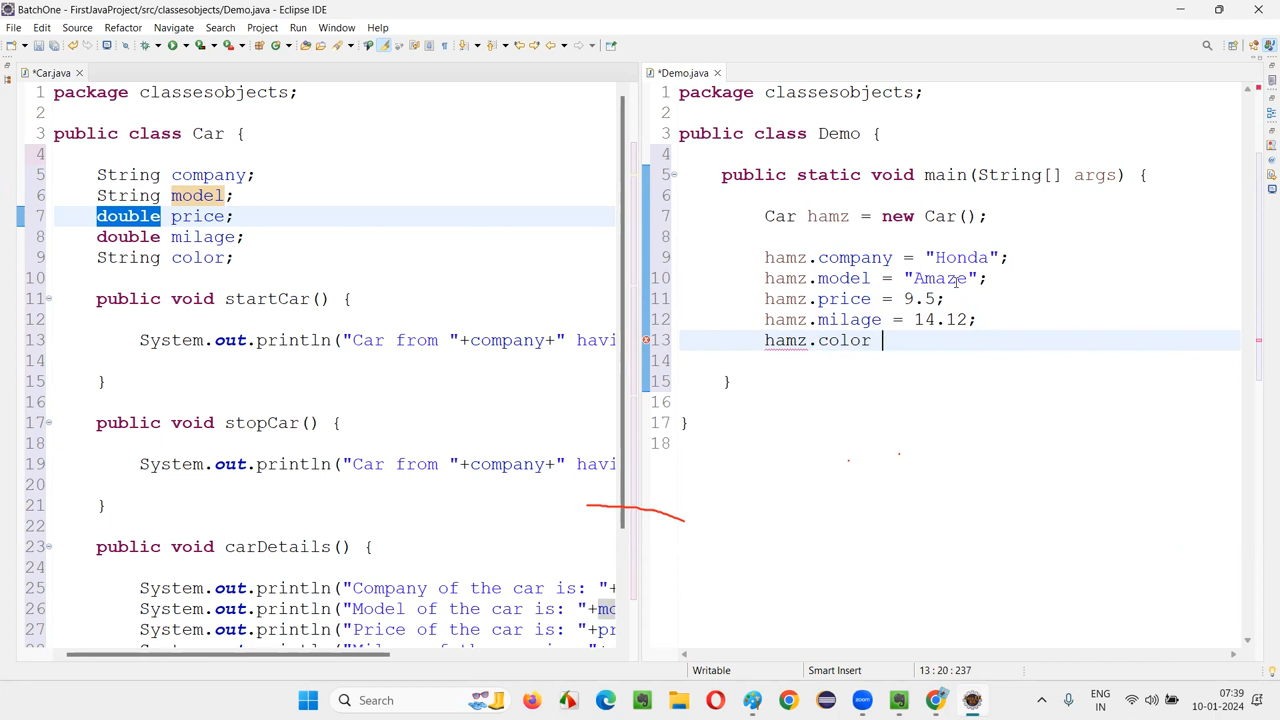 BatchOne - FirstJavaProject/src/classesobjects/Demo.java - Eclipse IDE
File Edit Source Refactor Navigate Search Project Run Window Help
*Car.java
1 package classesobjects;
2
3 public class Car {
4
5 String company;
6 String model;
7 double price;
8 double milage;
9 String color;
10
11 public void startCar() {
12
13 System.out.println("Car from "+company+" havi
14
15 }
16
17 public void stopCar() {
18
19 System.out.println("Car from "+company+" havi
20
21 }
22
23 public void carDetails() {
24
25 System.out.println("Company of the car is: "+
26 System.out.println("Model of the car is: "+mo
27 System.out.println("Price of the car is: "+pr
*Demo.java
1 package classesobjects;
2
3 public class Demo {
4
5 public static void main(String[] args) {
6
7 Car hamz = new Car();
8
9 hamz.company = "Honda";
10 hamz.model = "Amaze";
11 hamz.price = 9.5;
12 hamz.milage = 14.12;
13 hamz.color
14
15 }
16
17 }
18
Writable Smart Insert 13 : 20 : 237
Search
ENG
IN
07:39
10-01-2024